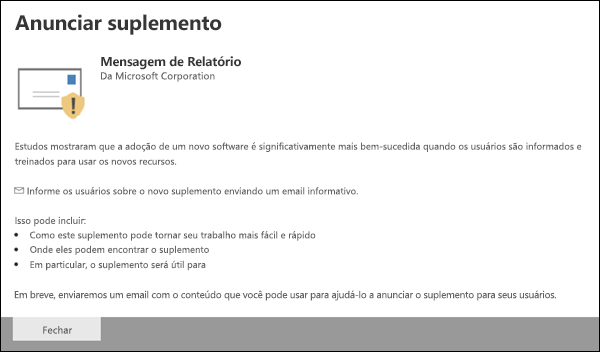 Anunciar suplemento
Mensagem de Relatório
Da Microsoft Corporation
Estudos mostraram que a adoção de um novo software é significativamente mais bem-sucedida quando os usuários são informados e
treinados para usar os novos recursos.
Informe os usuários sobre o novo suplemento enviando um email informativo.
Isso pode incluir:
• Como este suplemento pode tornar seu trabalho mais fácil e rápido
• Onde eles podem encontrar o suplemento
• Em particular, o suplemento será útil para
Em breve, enviaremos um email com o conteúdo que você pode usar para ajudá-lo a anunciar o suplemento para seus usuários.
Fechar